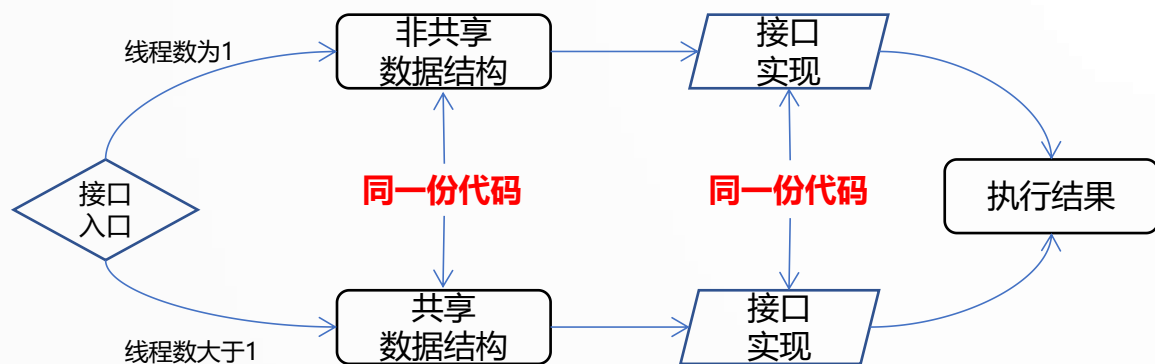 线程数为1
非共享
数据结构
接口
实现
接口
入口
同一份代码
同一份代码
执行结果
线程数大于1
共享
数据结构
接口
实现